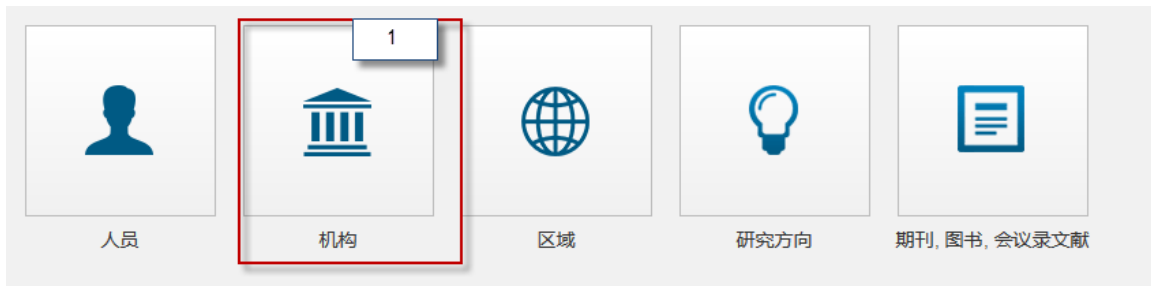 1
人员
机构
区域
研究方向
期刊, 图书, 会议录文献